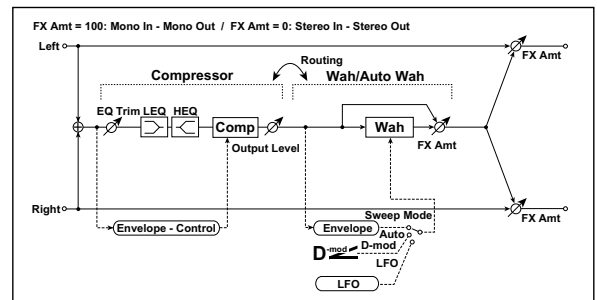 FX Amt = 100: Mono In - Mono Out / FX Amt = 0: Stereo In - Stereo Out
Left
FX Amt
Routing
Compressor
Wah/Auto Wah
EQ Trim LEQ HEQ
Comp
Wah
Output Level
FX Amt
Right
FX Amt
Sweep Mode
Envelope - Control
Envelope
Auto
D-mod
D-mod
LFO
LFO